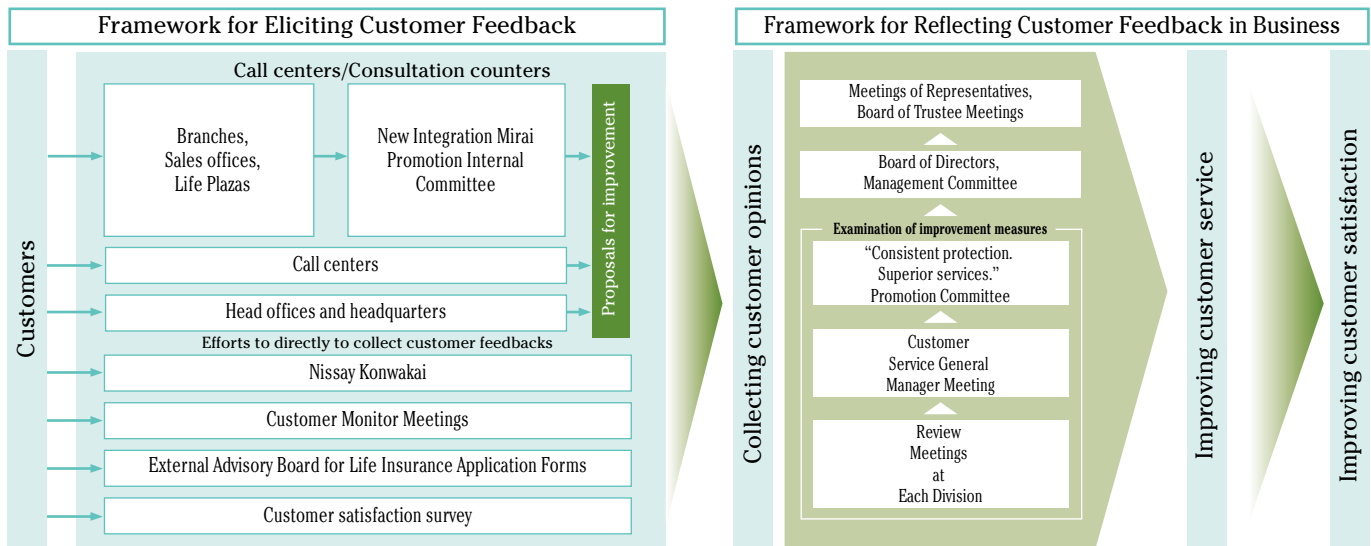 Framework for Eliciting Customer Feedback
Customers
Call centers/Consultation counters
Branches,
Sales offices,
Life Plazas
New Integration Mirai
Promotion Internal
Committee
Proposals for improvement
Call centers
Head offices and headquarters
Efforts to directly to collect customer feedbacks
Nissay Konwakai
Customer Monitor Meetings
External Advisory Board for Life Insurance Application Forms
Customer satisfaction survey
Framework for Reflecting Customer Feedback in Business
Collecting customer opinions
Meetings of Representatives,
Board of Trustee Meetings
Board of Directors,
Management Committee
Examination of improvement measures
“Consistent protection.
Superior services.”
Promotion Committee
Customer
Service General
Manager Meeting
Review
Meetings
at
Each Division
Improving customer service
Improving customer satisfaction